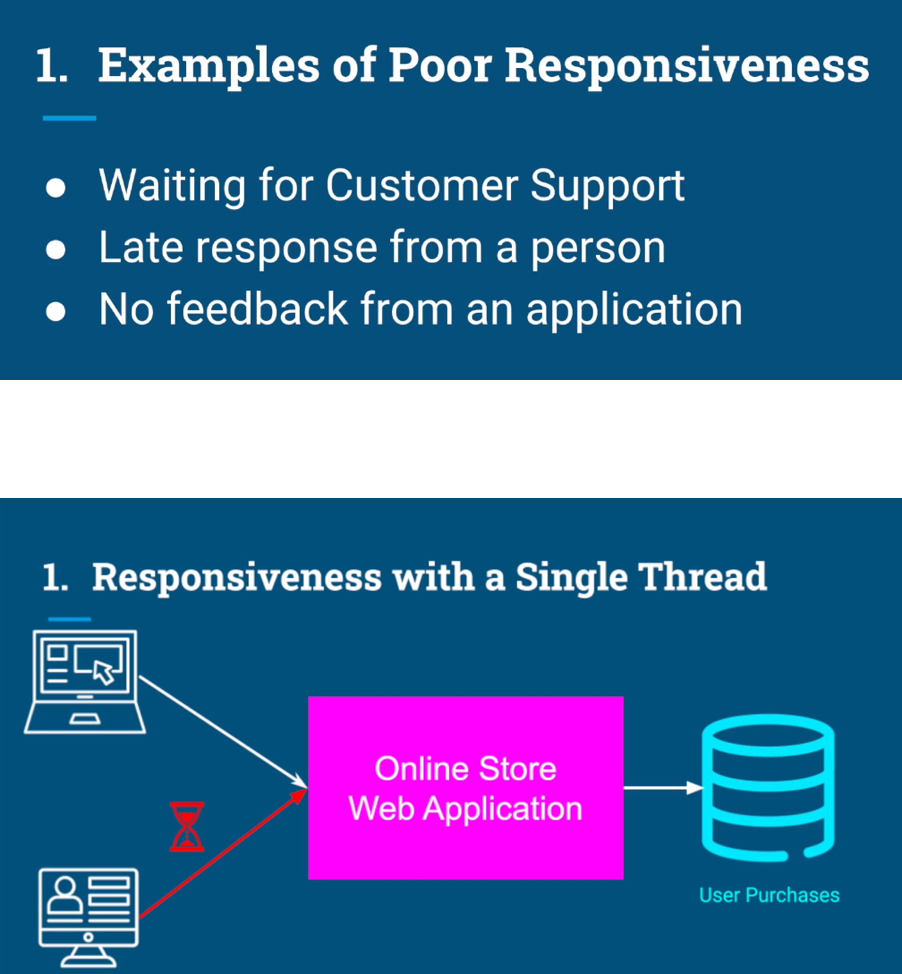 1. Examples of Poor Responsiveness
● Waiting for Customer Support
● Late response from a person
● No feedback from an application
1. Responsiveness with a Single Thread
Online Store
Web Application
User Purchases